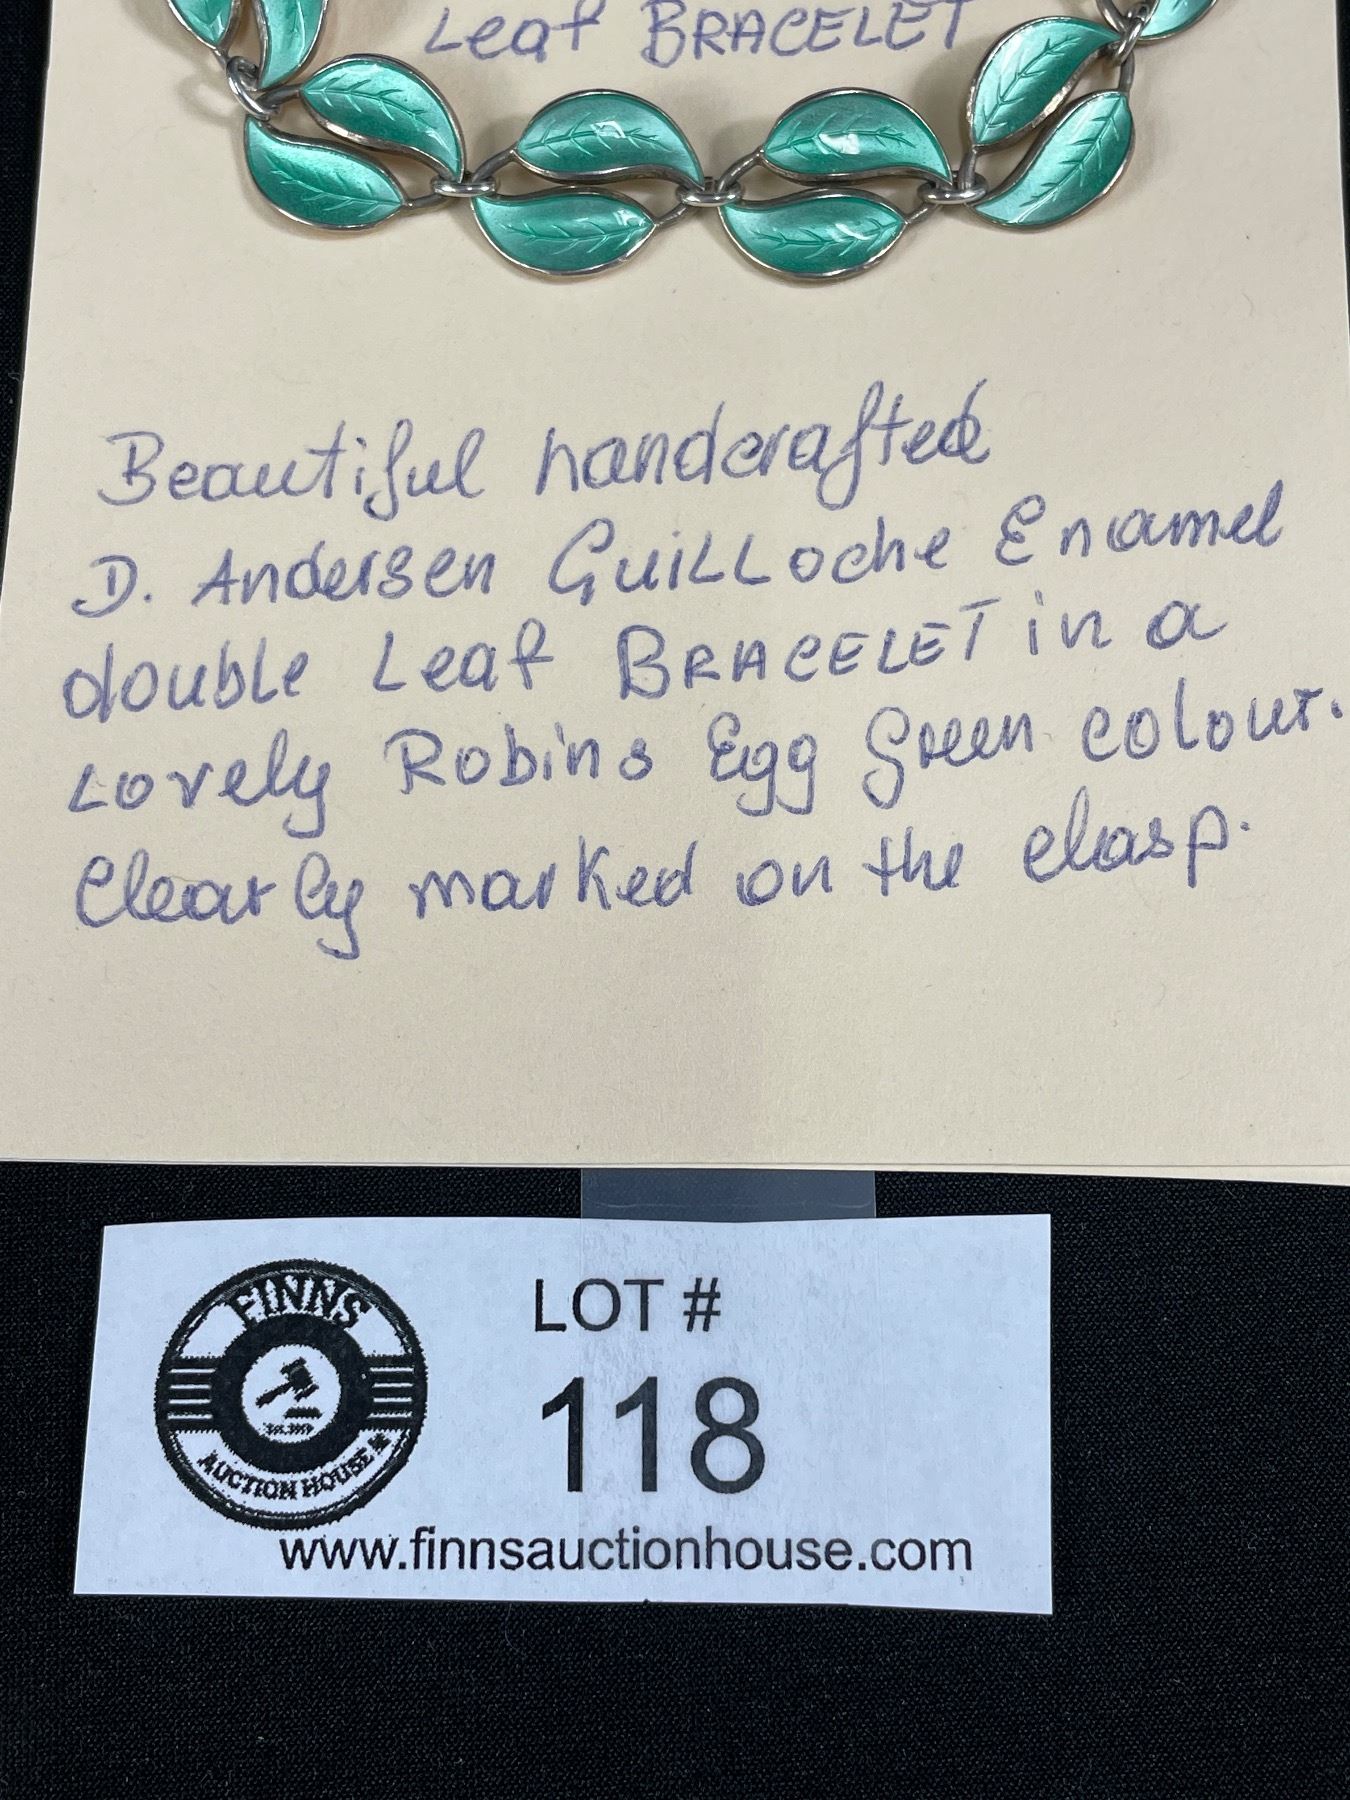 Leaf BRACELET
Beautiful handcrafted
D. Andersen GuiLLoche Enamel
double Leaf BRACELET in a
Lovely Robins Egg Green colour.
Clearly marked on the clasp.
FINNS
AUCTION HOUSE
LOT #
118
www.finnsauctionhouse.com